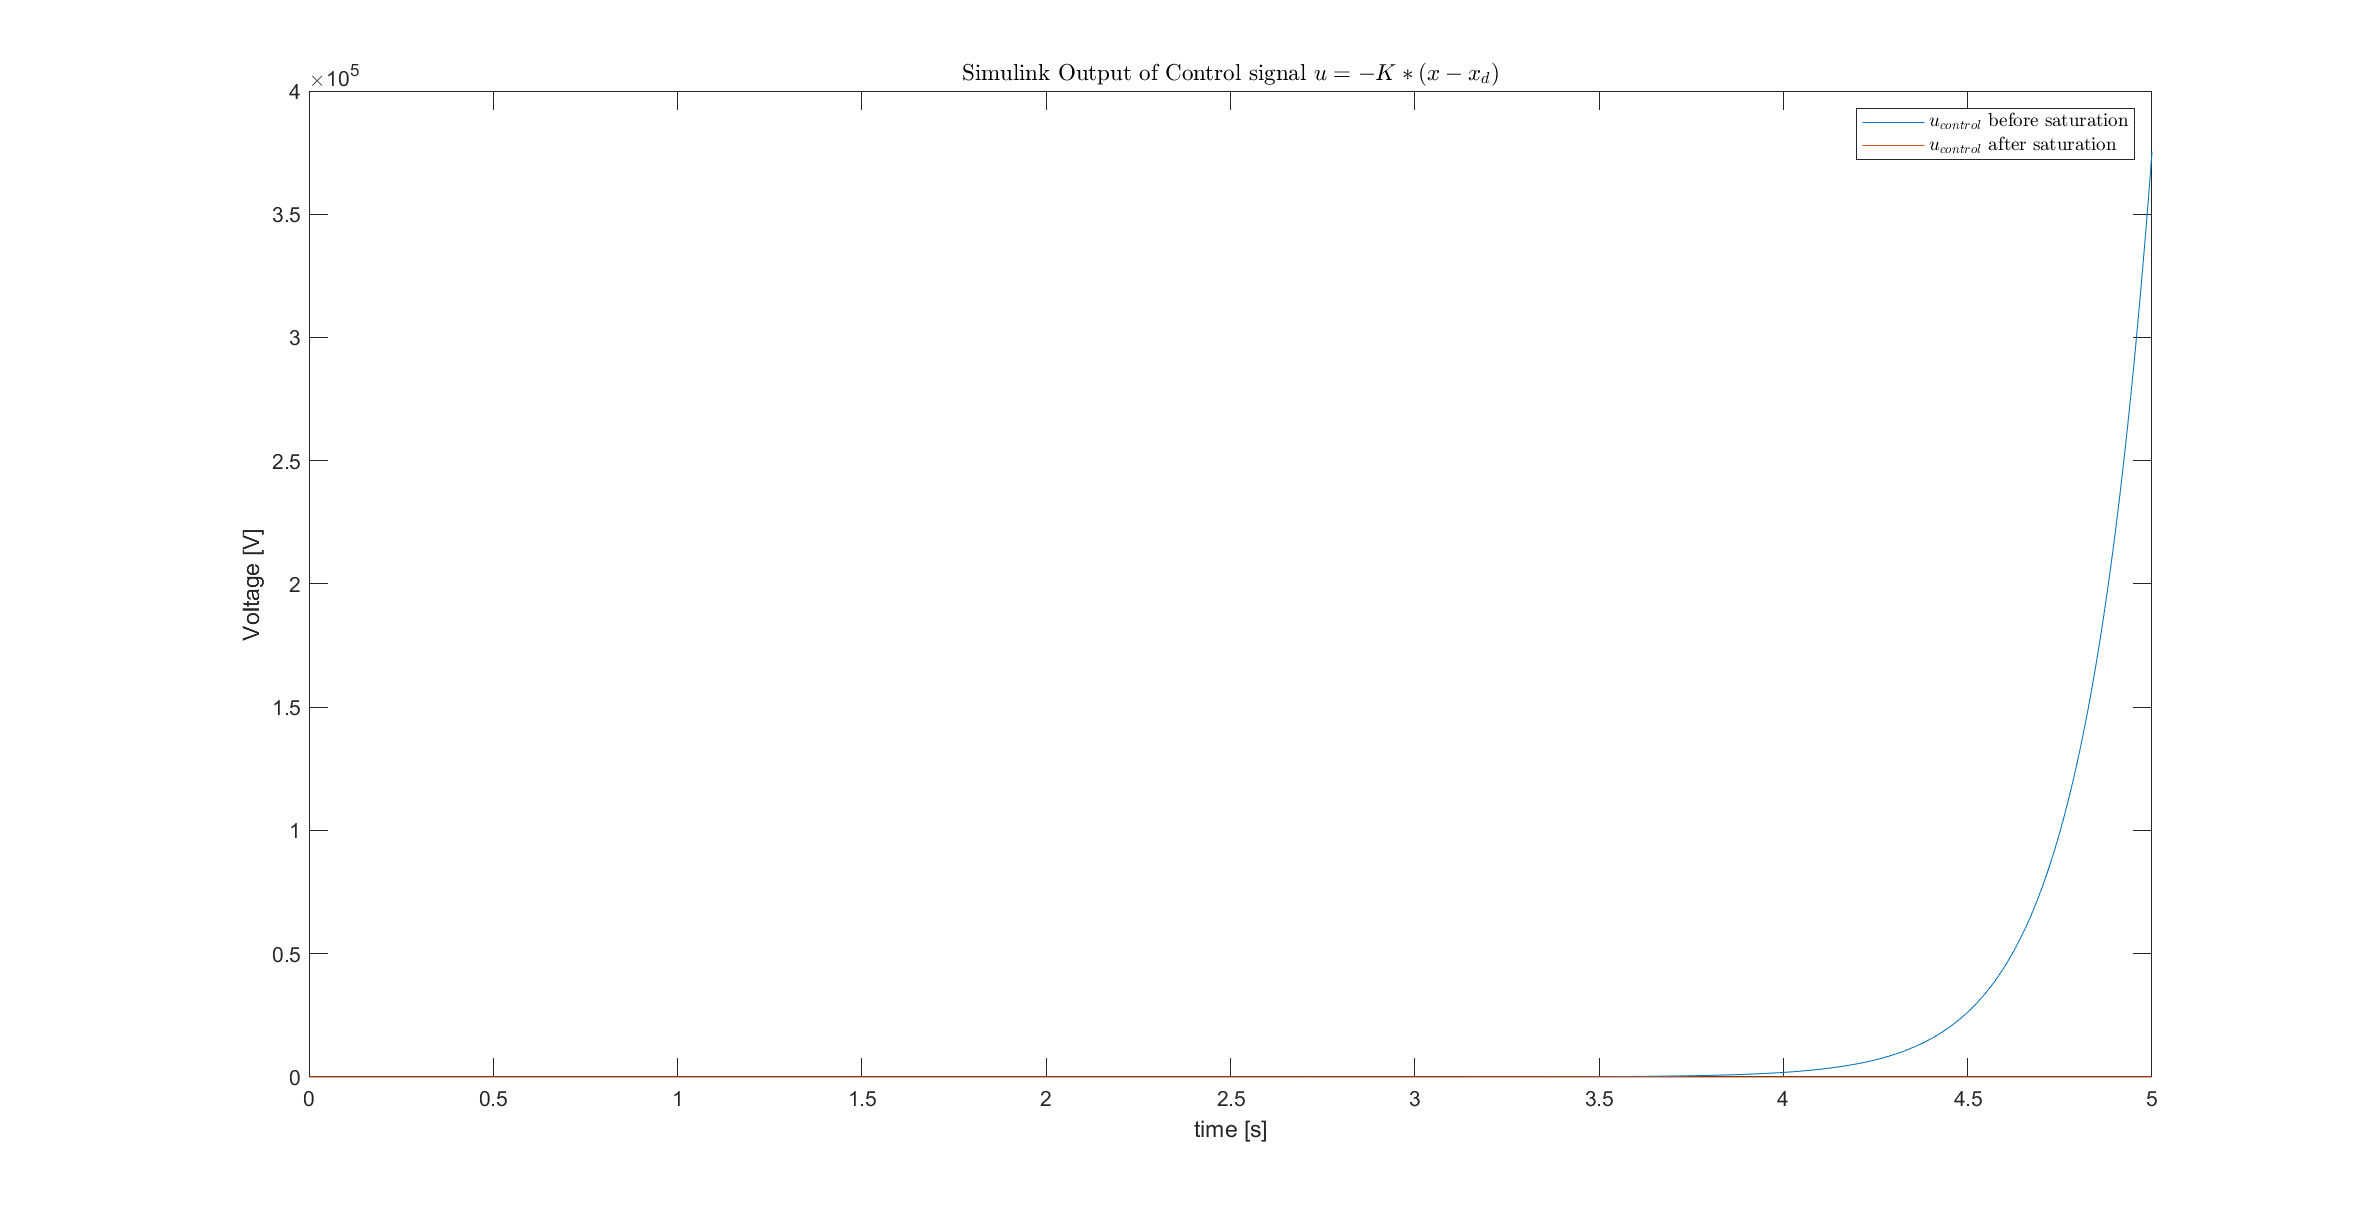 Simulink Output of Control signal u = −K ∗ (x − x_d)
×10^5
4
3.5
3
2.5
2
1.5
1
0.5
0
Voltage [V]
u_control before saturation
u_control after saturation
0 0.5 1 1.5 2 2.5 3 3.5 4 4.5 5
time [s]